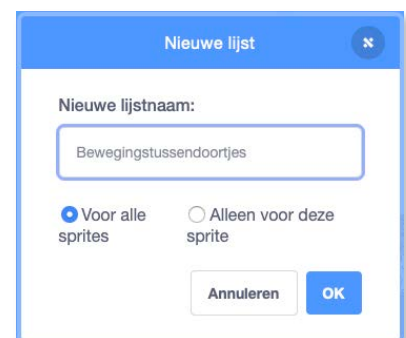 Nieuwe lijst
Nieuwe lijstnaam:
Bewegingstussendoortjes
Voor alle sprites
Alleen voor deze sprite
Annuleren
OK